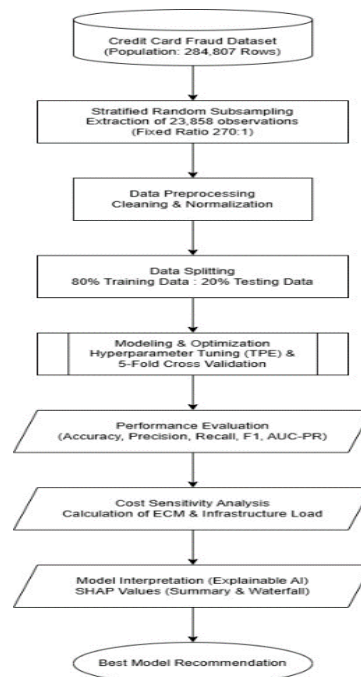 Credit Card Fraud Dataset
(Population: 284,807 Rows)
Stratified Random Subsampling
Extraction of 23,858 observations
(Fixed Ratio 270:1)
Data Preprocessing
Cleaning & Normalization
Data Splitting
80% Training Data : 20% Testing Data
Modeling & Optimization
Hyperparameter Tuning (TPE) &
5-Fold Cross Validation
Performance Evaluation
(Accuracy, Precision, Recall, F1, AUC-PR)
Cost Sensitivity Analysis
Calculation of ECM & Infrastructure Load
Model Interpretation (Explainable AI)
SHAP Values (Summary & Waterfall)
Best Model Recommendation